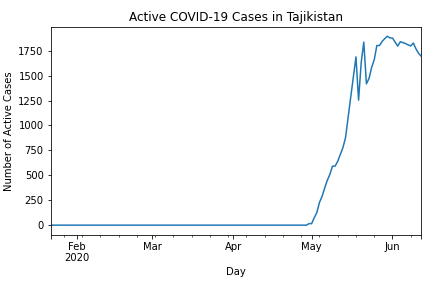 Active COVID-19 Cases in Tajikistan
Number of Active Cases
1750
1500
1250
1000
750
500
250
0
Feb Mar Apr May Jun
2020
Day